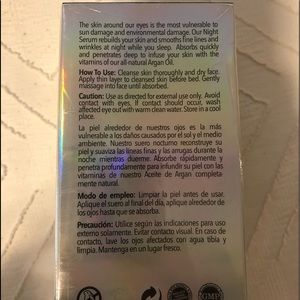 The skin around our eyes is the most vulnerable to
sun damage and environmental damage. Our Night
Serum rebuilds your skin and smooths fine lines and
wrinkles at night while you sleep. Absorbs quickly
and penetrates deep to infuse your skin with the
vitamins of our all-natural Argan Oil.
How To Use: Cleanse skin thoroughly and dry face.
Apply thin layer to cleansed skin before bed. Gently
massage into face until absorbed.
Caution: Use as directed for external use only. Avoid
contact with eyes. If contact should occur, wash
affected eye out with warm clean water. Store in a cool
place.
La piel alrededor de nuestros ojos es la más
vulnerable a los daños causados por el sol y el medio
ambiente. Nuestro suero nocturno reconstruye su
piel y suaviza las líneas finas y las arrugas durante la
noche mientras duerme. Absorbe rápidamente y
penetra profundamente para infundir su piel con las
vitaminas de nuestro Aceite de Argan completa-
mente natural.
Modo de empleo: Limpiar la piel antes de usar.
Aplique el suero al final del día, aplique alrededor de
los ojos hasta que se absorba.
Precaución: Utilice según las indicaciones para uso
externo solamente. Evitar contacto visual. En caso de
contacto, lave los ojos afectados con agua tibia y
limpia. Mantenga en un lugar fresco.